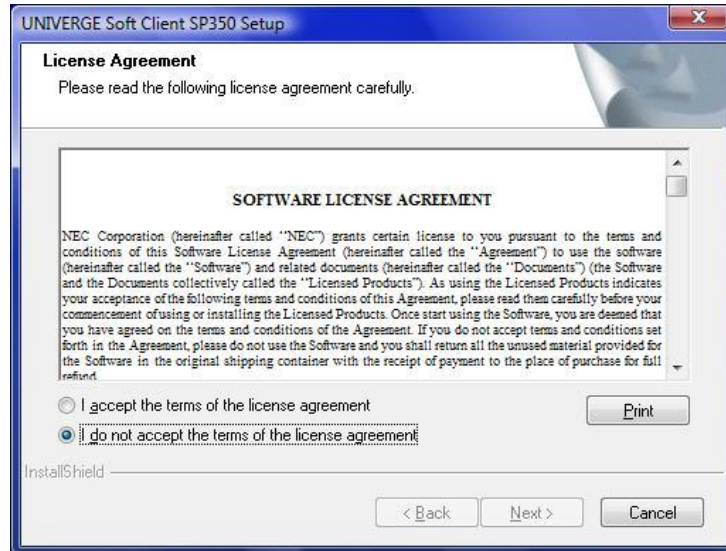 UNIVERGE Soft Client SP350 Setup
License Agreement
Please read the following license agreement carefully.
SOFTWARE LICENSE AGREEMENT
NEC Corporation (hereinafter called ‘‘NEC’’) grants certain license to you pursuant to the terms and
conditions of this Software License Agreement (hereinafter called the ‘‘Agreement’’) to use the software
(hereinafter called the ‘‘Software’’) and related documents (hereinafter called the ‘‘Documents’’) (the Software
and the Documents collectively called the ‘‘Licensed Products’’). As using the Licensed Products indicates
your acceptance of the following terms and conditions of this Agreement, please read them carefully before your
commencement of using or installing the Licensed Products. Once start using the Software, you are deemed that
you have agreed on the terms and conditions of the Agreement. If you do not accept terms and conditions set
forth in the Agreement, please do not use the Software and you shall return all the unused material provided for
the Software in the original shipping container with the receipt of payment to the place of purchase for full
refund.
I accept the terms of the license agreement
Print
I do not accept the terms of the license agreement
InstallShield
< Back
Next >
Cancel